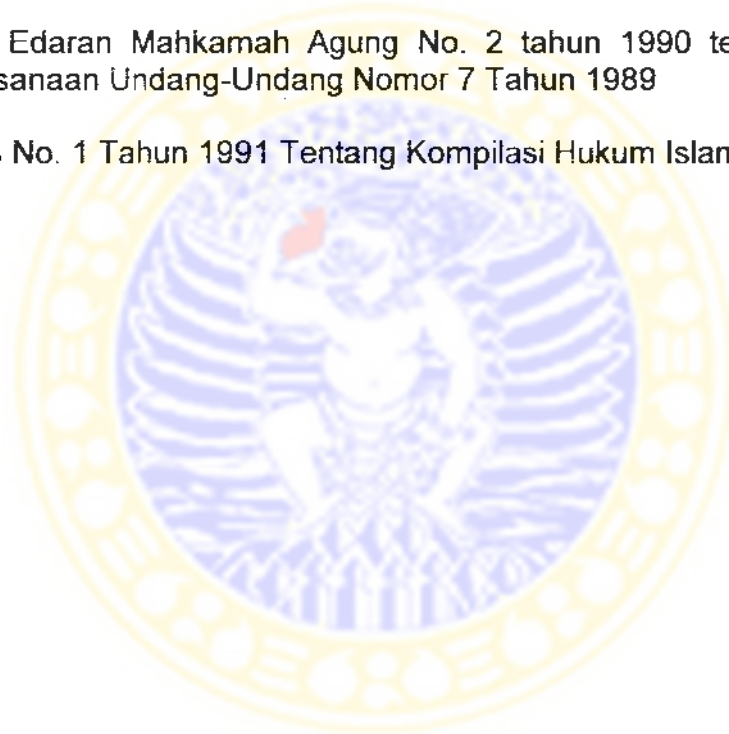 Edaran Mahkamah Agung No. 2 tahun 1990 te
sanaan Undang-Undang Nomor 7 Tahun 1989
No. 1 Tahun 1991 Tentang Kompilasi Hukum Islam